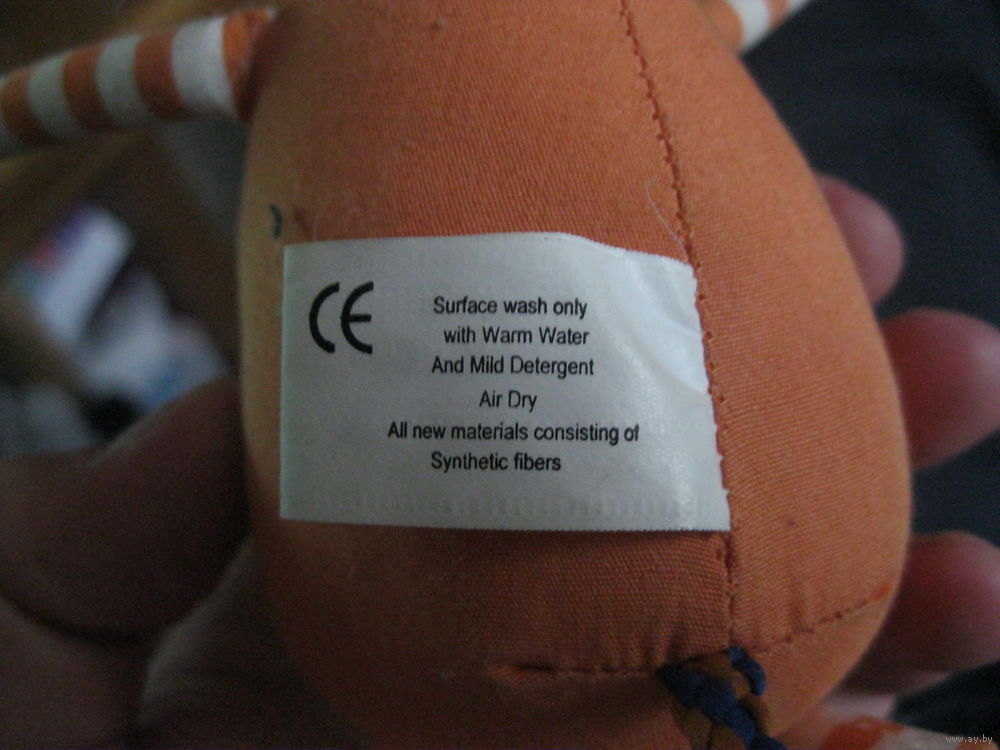 CE
Surface wash only
with Warm Water
And Mild Detergent
Air Dry
All new materials consisting of
Synthetic fibers
www.ay.by